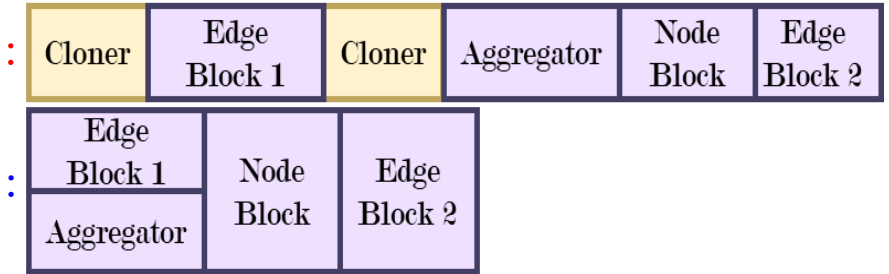 :
Cloner
Edge
Block 1
Cloner
Aggregator
Node
Block
Edge
Block 2
:
Edge
Block 1
Aggregator
Node
Block
Edge
Block 2